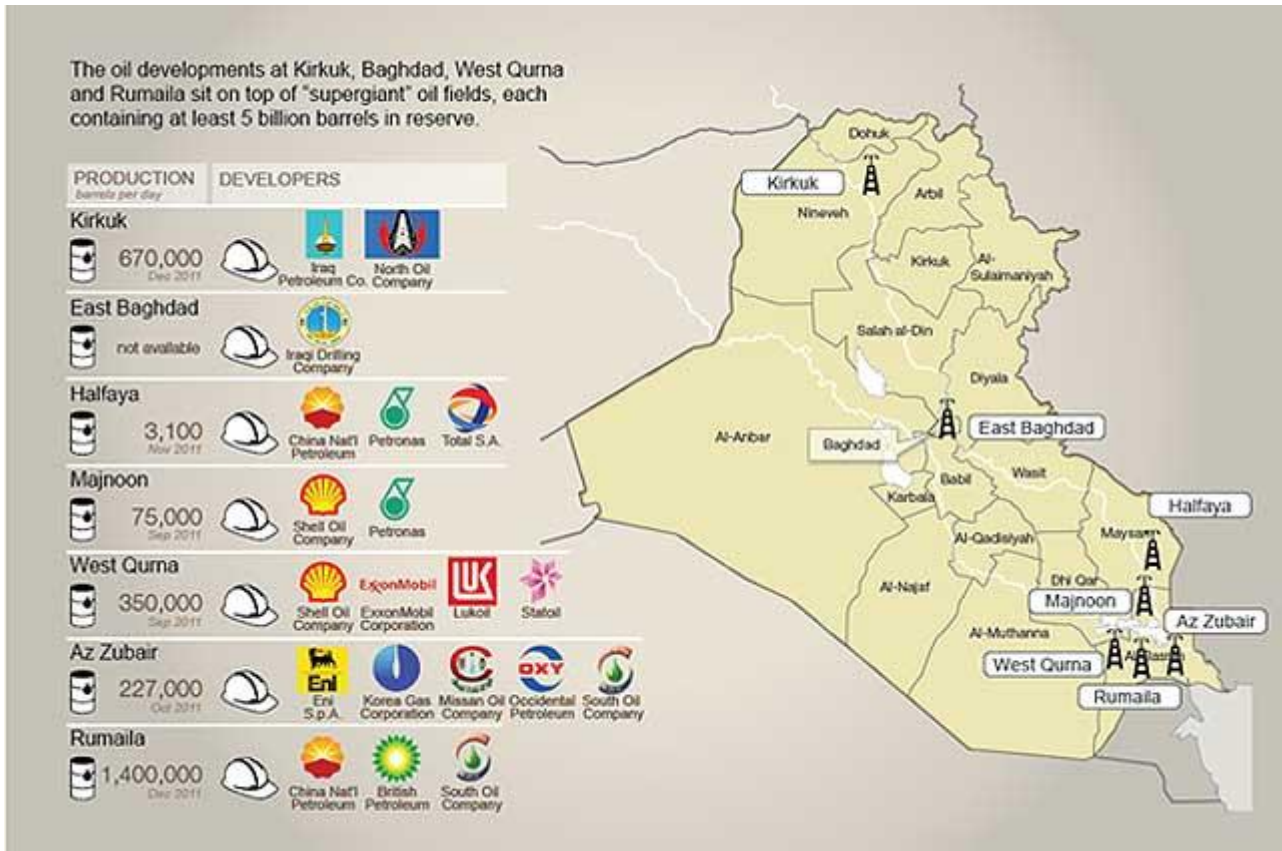 The oil developments at Kirkuk, Baghdad, West Qurna
and Rumaila sit on top of "supergiant" oil fields, each
containing at least 5 billion barrels in reserve.
PRODUCTION
barrels per day
DEVELOPERS
Kirkuk
670,000
Dec 2011
Iraq
Petroleum Co.
North Oil
Company
East Baghdad
not available
Iraqi Drilling
Company
Halfaya
3,100
Nov 2011
China Nat'l
Petroleum
Petronas
Total S.A.
Majnoon
75,000
Sep 2011
Shell Oil
Company
Petronas
West Qurna
350,000
Sep 2011
Shell Oil
Company
ExxonMobil
ExxonMobil
Corporation
LUK
Lukoil
Statoil
Az Zubair
227,000
Oct 2011
EnI
Eni
S.p.A.
Korea Gas
Corporation
Missan Oil
Company
OXY
Occidental
Petroleum
South Oil
Company
Rumaila
1,400,000
Dec 2011
China Nat'l
Petroleum
British
Petroleum
South Oil
Company
Dohuk
Kirkuk
Nineveh
Arbil
Kirkuk
Al-
Sulaimaniyah
Salah al-Din
Diyala
Al-Anbar
Baghdad
East Baghdad
Karbala
Babil
Wasit
Halfaya
Al-Qadisiyah
Maysan
Al-Najaf
Dhi Qar
Majnoon
Az Zubair
Al-Muthanna
West Qurna
Rumaila